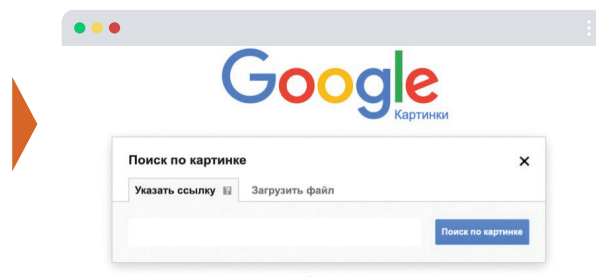 Google
Картинки
Поиск по картинке
Указать ссылку
Загрузить файл
Поиск по картинке